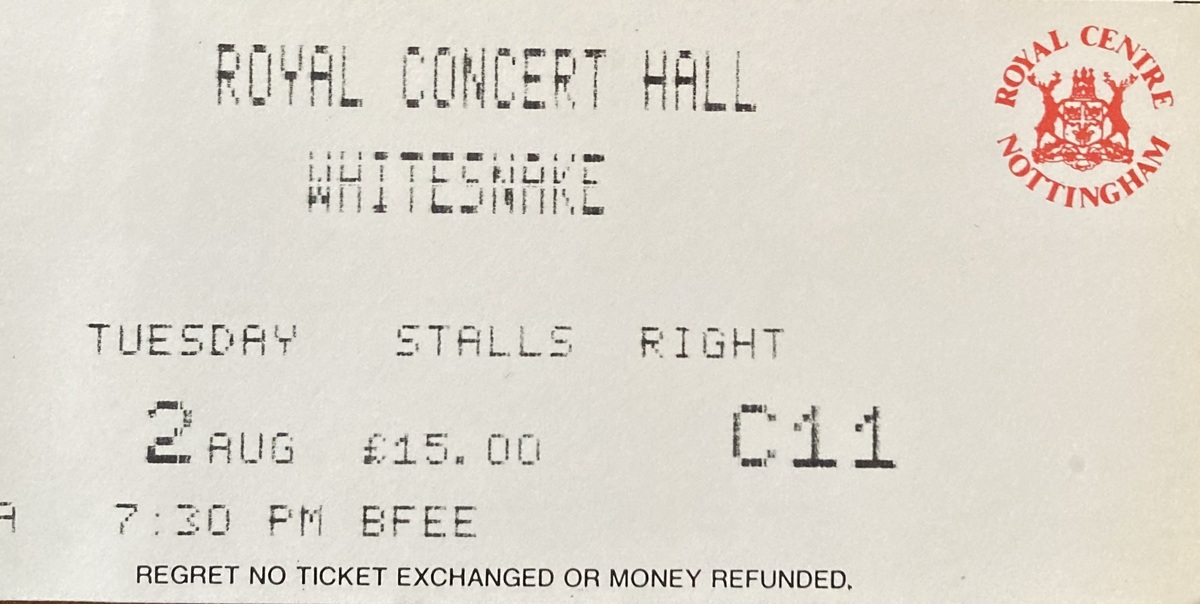 ROYAL CONCERT HALL
ROYAL CENTRE
NOTTINGHAM
WHITESNAKE
TUESDAY STALLS RIGHT
2 AUG £15.00 C11
A 7:30 PM BFEE
REGRET NO TICKET EXCHANGED OR MONEY REFUNDED.